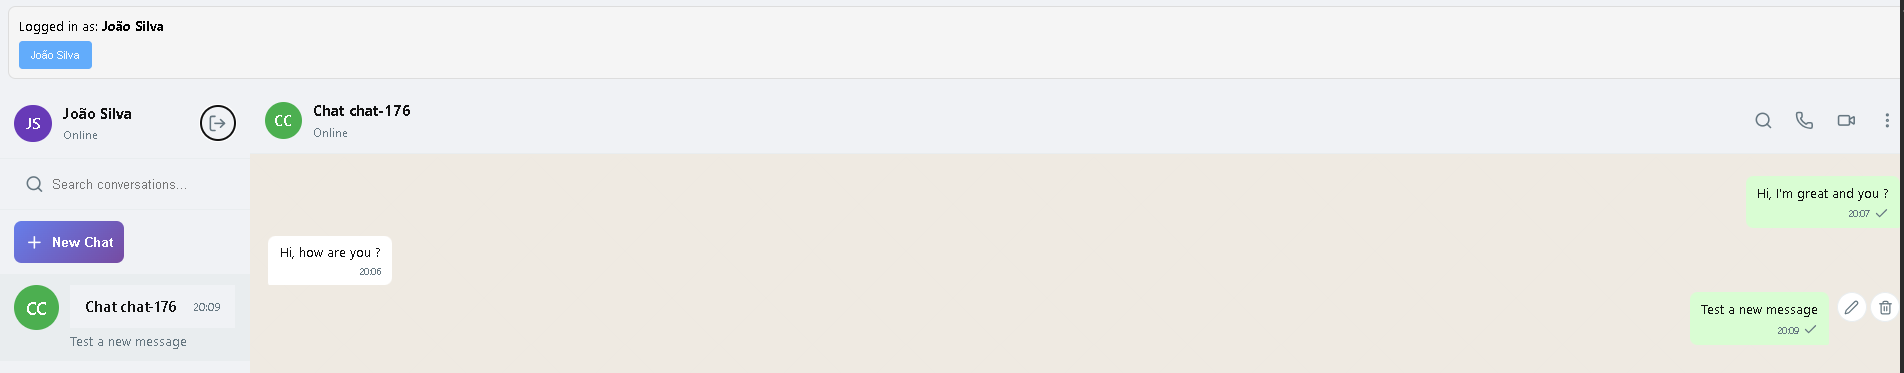 Logged in as: João Silva
João Silva
JS
João Silva
Online
Search conversations...
+ New Chat
CC
Chat chat-176
20:09
Test a new message
CC
Chat chat-176
Online
Hi, I'm great and you ?
20:07
Hi, how are you ?
20:06
Test a new message
20:09